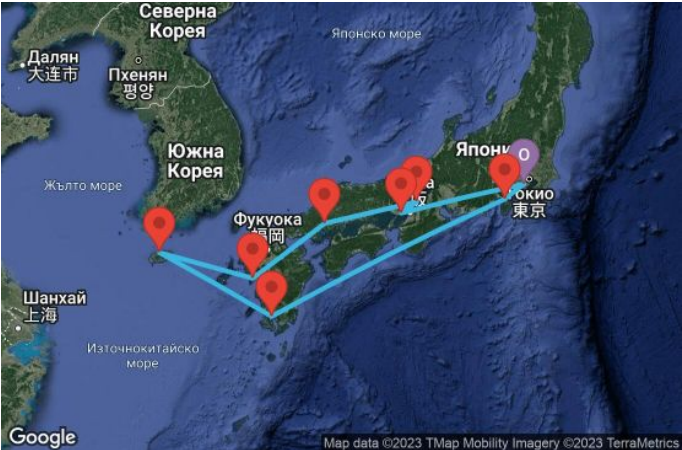 Северна
Корея
Японско море
Далян
大连市
Пхенян
평양
Южна
Корея
Жълто море
O
Токио
東京
Фукуока
福岡
Шанхай
上海
Източнокитайско
море
Google
Map data ©2023 TMap Mobility Imagery ©2023 TerraMetrics